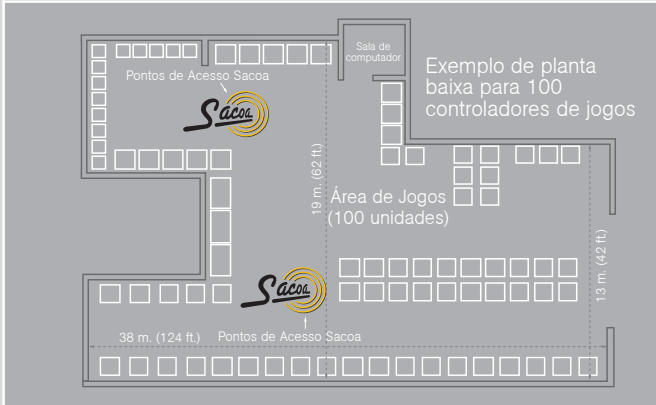 Sala de
computador
Exemplo de planta
baixa para 100
controladores de jogos
Pontos de Acesso Sacoa
Sacoa
19 m. (62 ft.)
Área de Jogos
(100 unidades)
13 m. (42 ft.)
Sacoa
38 m. (124 ft.)
Pontos de Acesso Sacoa